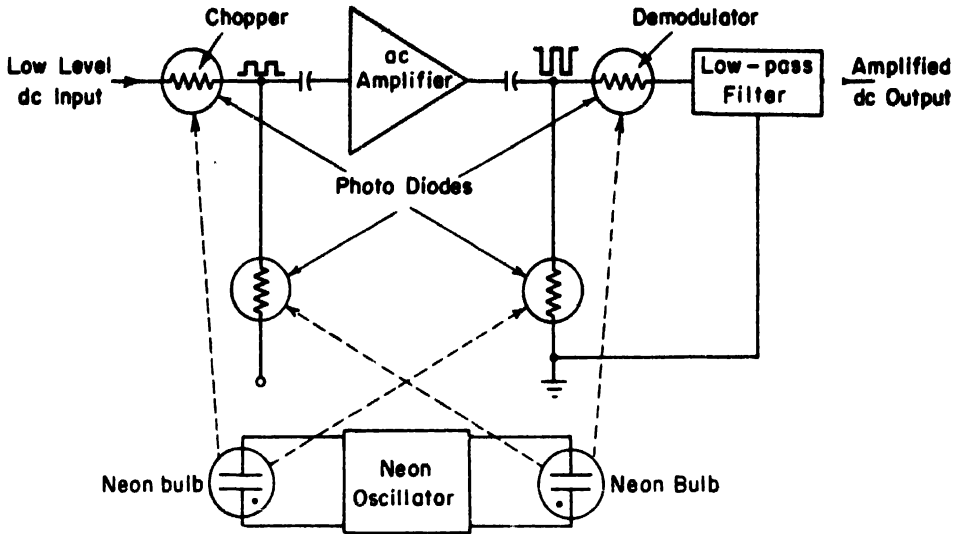 Chopper
Demodulator
Low Level
dc Input
ac
Amplifier
Low-pass
Filter
Amplified
dc Output
Photo Diodes
Neon bulb
Neon
Oscillator
Neon Bulb